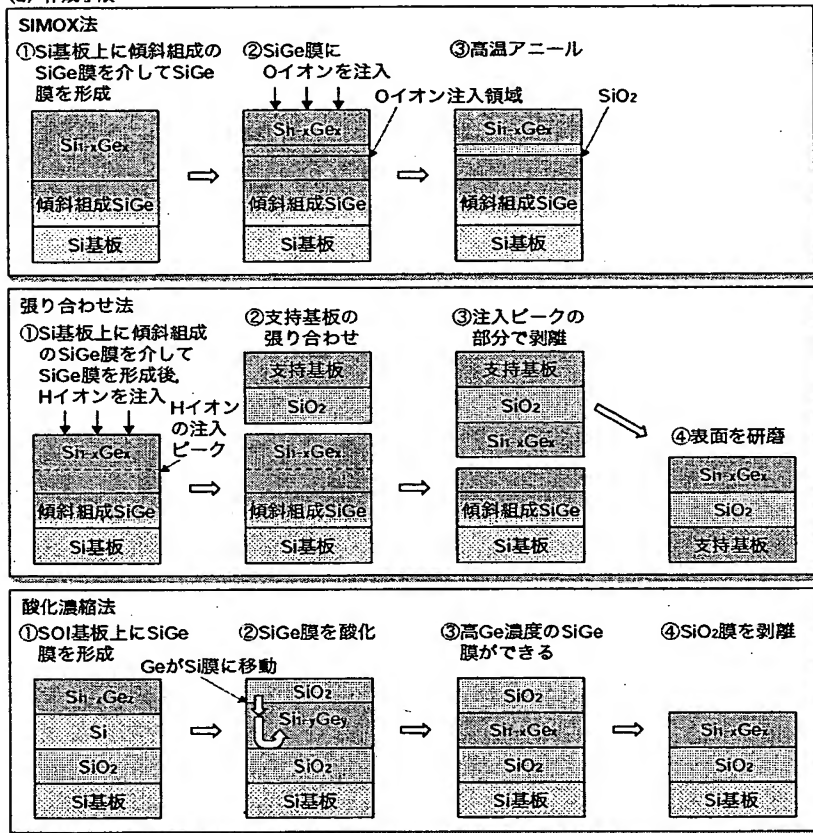 SIMOX法
①Si基板上に傾斜組成の
SiGe膜を介してSiGe
膜を形成
②SiGe膜に
Oイオンを注入
③高温アニール
Oイオン注入領域
SiO2
Si1-xGex
傾斜組成SiGe
Si基板
Si1-xGex
傾斜組成SiGe
Si基板
Si1-xGex
傾斜組成SiGe
Si基板
張り合わせ法
①Si基板上に傾斜組成
のSiGe膜を介して
SiGe膜を形成後,
Hイオンを注入
Hイオン
の注入
ピーク
Si1-xGex
傾斜組成SiGe
Si基板
②支持基板の
張り合わせ
支持基板
SiO2
Si1-xGex
傾斜組成SiGe
Si基板
③注入ピークの
部分で剥離
支持基板
SiO2
Si1-xGex
傾斜組成SiGe
Si基板
④表面を研磨
Si1-xGex
SiO2
支持基板
酸化濃縮法
①SOI基板上にSiGe
膜を形成
Si
SiO2
Si基板
②SiGe膜を酸化
GeがSi膜に移動
SiO2
Si1-yGey
SiO2
Si基板
③高Ge濃度のSiGe
膜ができる
SiO2
Si1-xGex
SiO2
Si基板
④SiO2膜を剥離
SiO2
Si基板